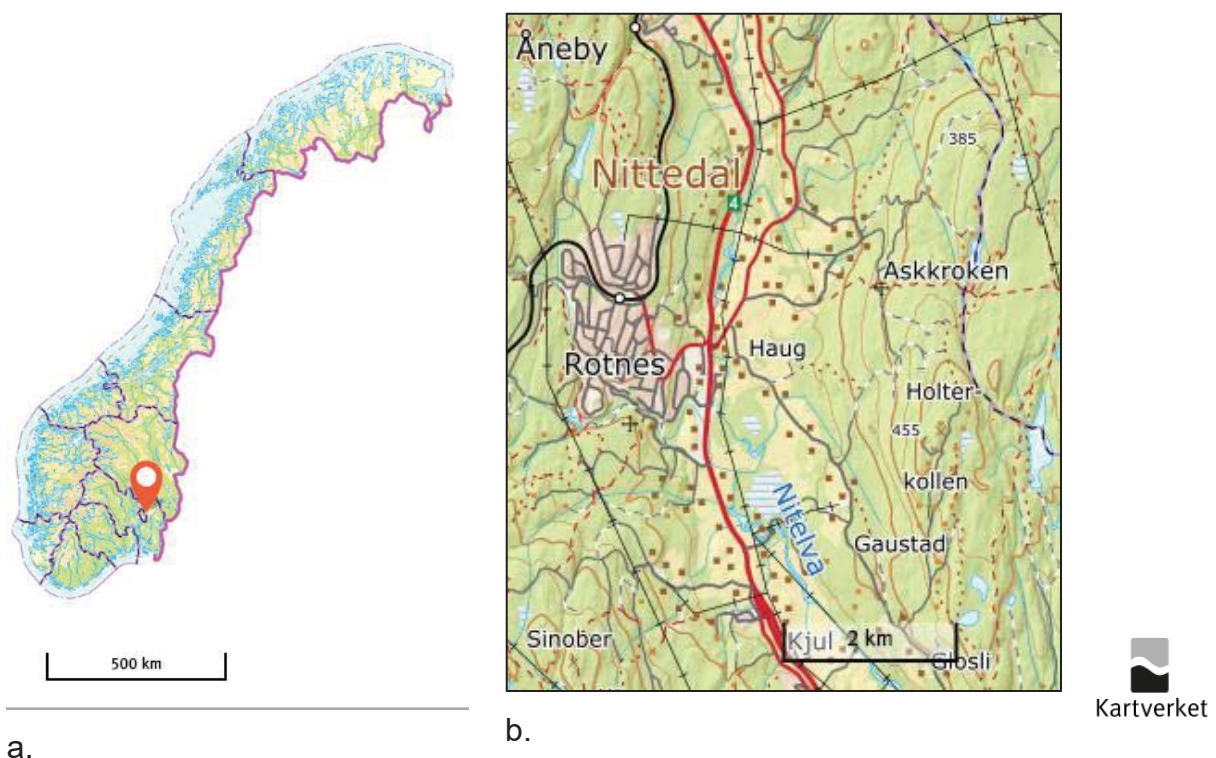 Åneby
385
Nittedal
4
Askkroken
Haug
Rotnes
Holter-
455
kollen
Nitelva
Gaustad
Sinober
Kjul 2 km
Glosli
500 km
Kartverket
a.
b.